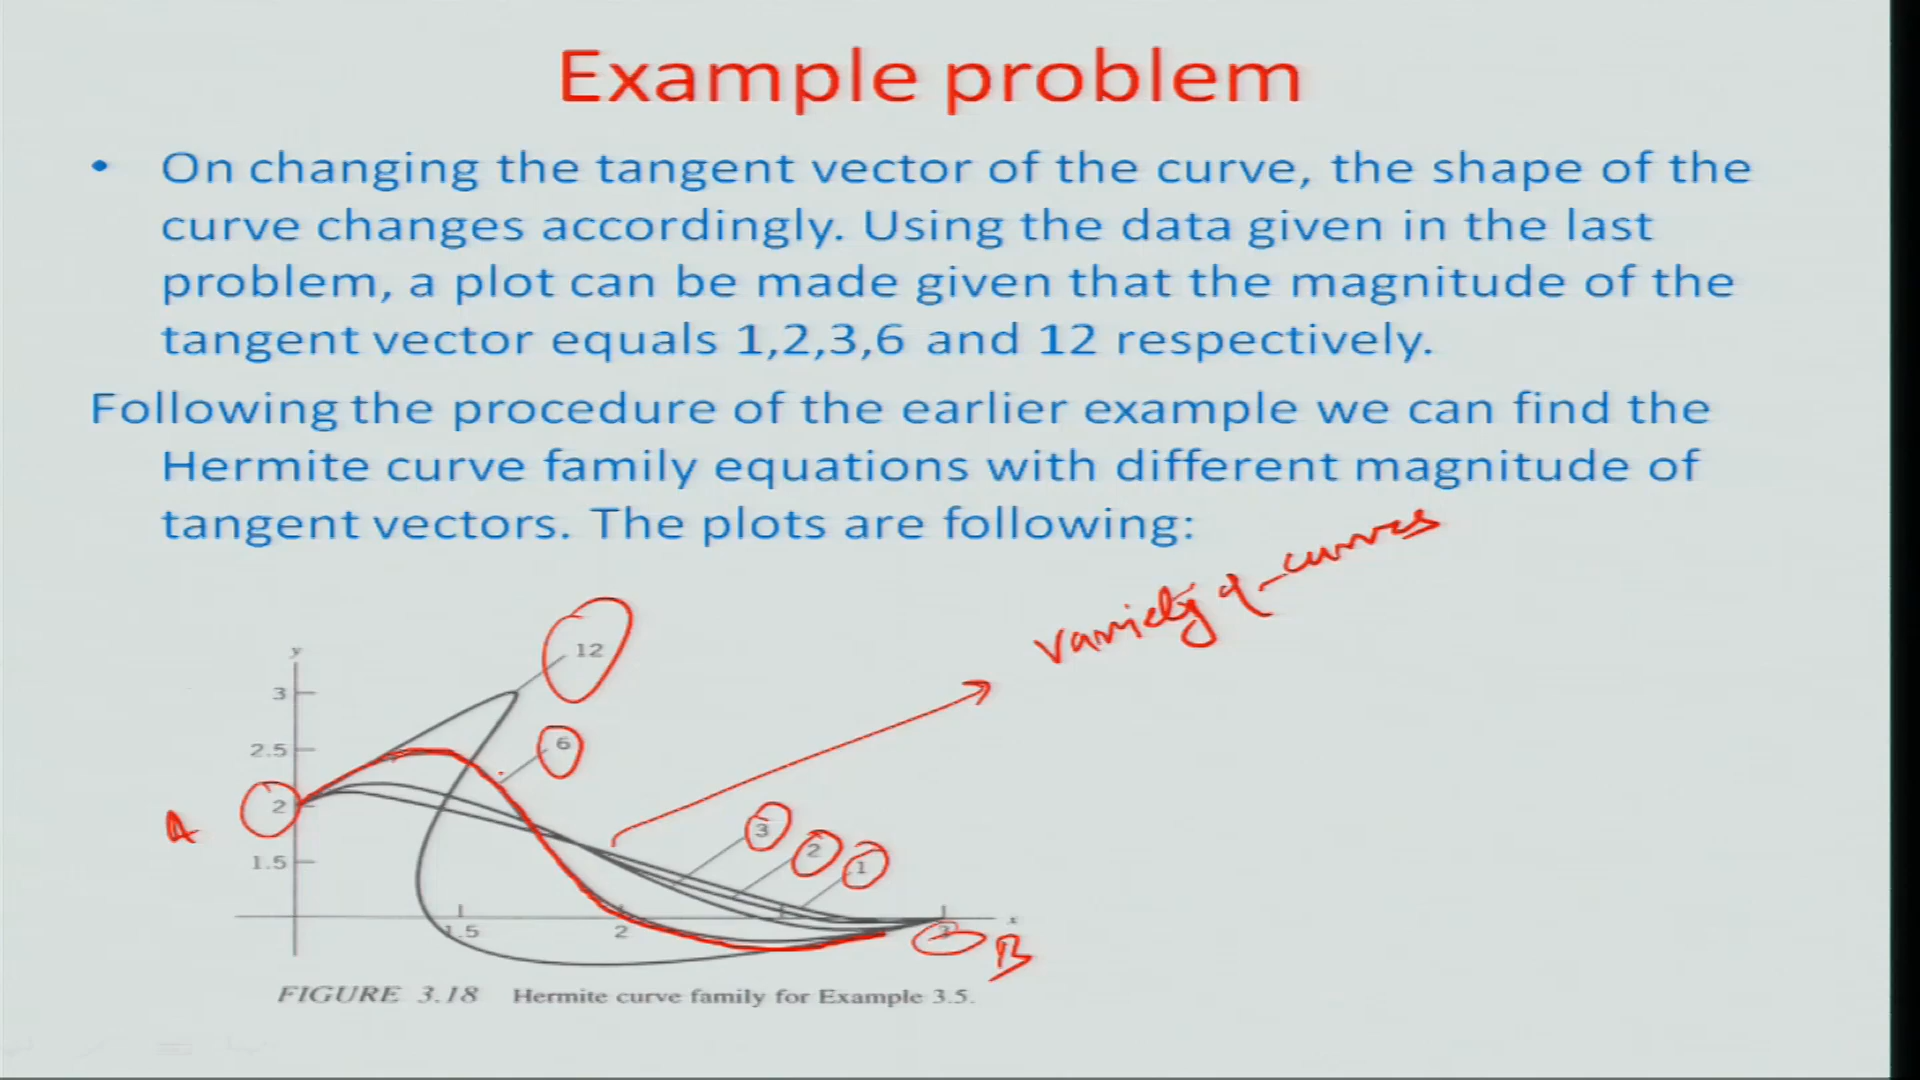 Example problem
• On changing the tangent vector of the curve, the shape of the
curve changes accordingly. Using the data given in the last
problem, a plot can be made given that the magnitude of the
tangent vector equals 1,2,3,6 and 12 respectively.
Following the procedure of the earlier example we can find the
Hermite curve family equations with different magnitude of
tangent vectors. The plots are following:
variety of curves
12
y
3
6
2.5
A
2
3
2
1
1.5
x
1.5
2
3
B
FIGURE 3.18 Hermite curve family for Example 3.5.